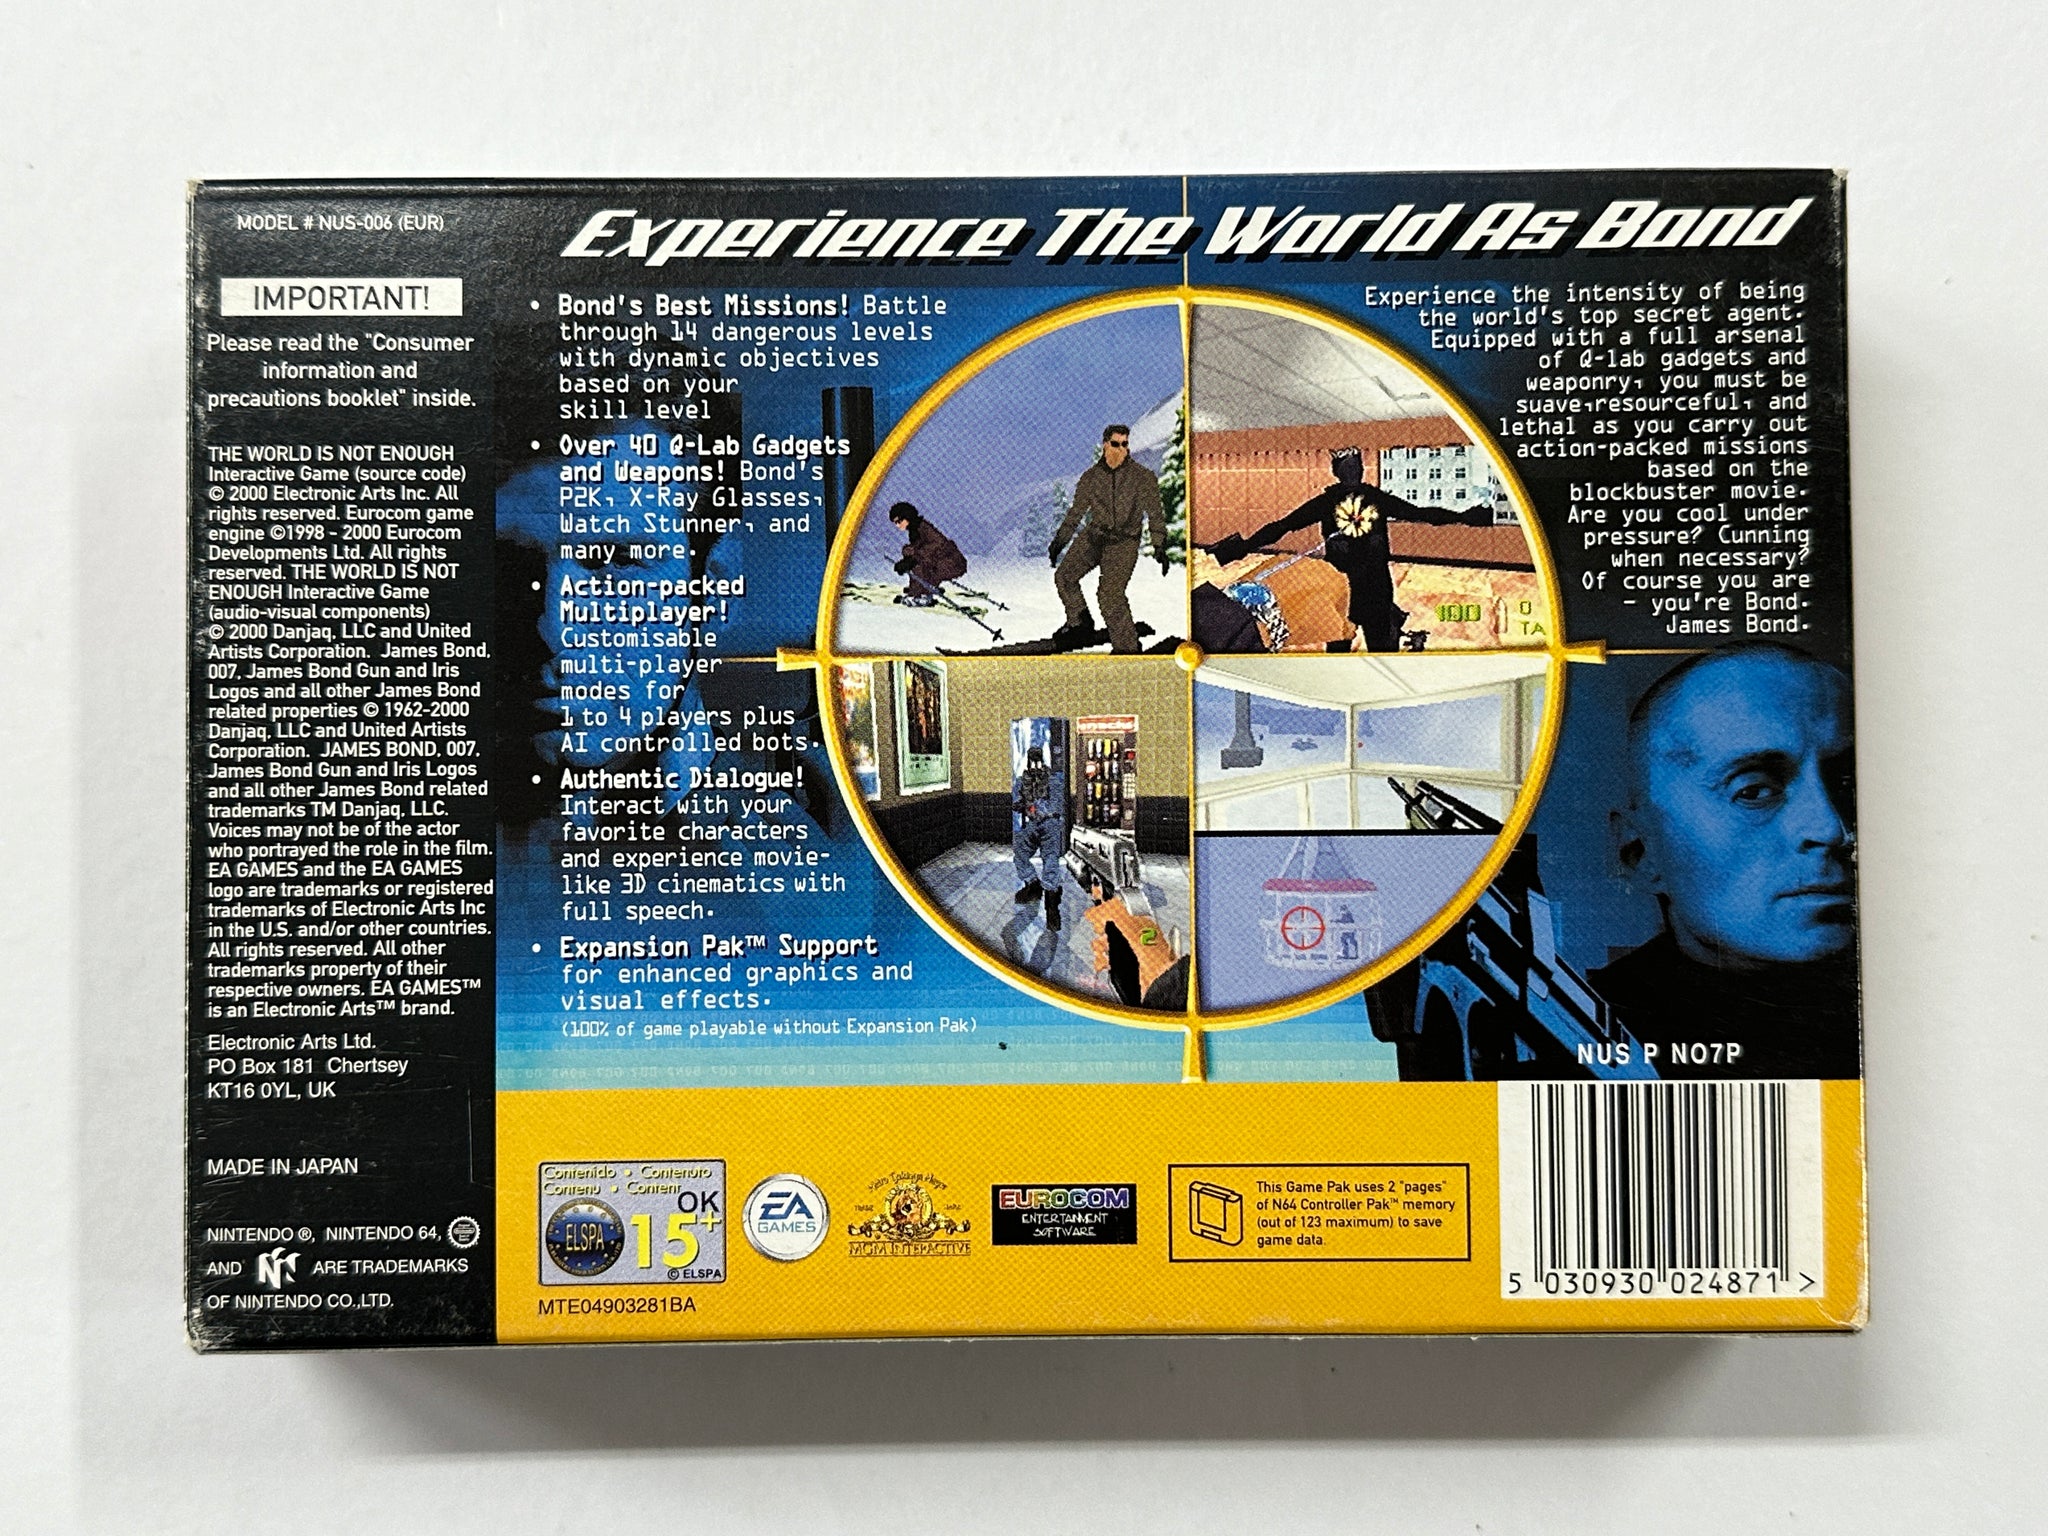 MODEL # NUS-006 (EUR)
IMPORTANT!
Please read the "Consumer
information and
precautions booklet" inside.
THE WORLD IS NOT ENOUGH
Interactive Game (source code)
© 2000 Electronic Arts Inc. All
rights reserved. Eurocom game
engine ©1998 - 2000 Eurocom
Developments Ltd. All rights
reserved. THE WORLD IS NOT
ENOUGH Interactive Game
(audio-visual components)
© 2000 Danjaq, LLC and United
Artists Corporation. James Bond,
007, James Bond Gun and Iris
Logos and all other James Bond
related properties © 1962-2000
Danjaq, LLC and United Artists
Corporation. JAMES BOND, 007,
James Bond Gun and Iris Logos
and all other James Bond related
trademarks TM Danjaq, LLC.
Voices may not be of the actor
who portrayed the role in the film.
EA GAMES and the EA GAMES
logo are trademarks or registered
trademarks of Electronic Arts Inc
in the U.S. and/or other countries.
All rights reserved. All other
trademarks property of their
respective owners. EA GAMES™
is an Electronic Arts™ brand.
Electronic Arts Ltd.
PO Box 181 Chertsey
KT16 0YL, UK
MADE IN JAPAN
NINTENDO ®, NINTENDO 64,
AND ARE TRADEMARKS
OF NINTENDO CO.,LTD.
Experience The World As Bond
• Bond's Best Missions! Battle
through 14 dangerous levels
with dynamic objectives
based on your
skill level
• Over 40 Q-Lab Gadgets
and Weapons! Bond's
P2K, X-Ray Glasses,
Watch Stunner, and
many more.
• Action-packed
Multiplayer!
Customisable
multi-player
modes for
1 to 4 players plus
AI controlled bots.
• Authentic Dialogue!
Interact with your
favorite characters
and experience movie-
like 3D cinematics with
full speech.
• Expansion Pak™ Support
for enhanced graphics and
visual effects.
(100% of game playable without Expansion Pak)
100
0
TA
2
Experience the intensity of being
the world's top secret agent.
Equipped with a full arsenal
of Q-lab gadgets and
weaponry, you must be
suave,resourceful, and
lethal as you carry out
action-packed missions
based on the
blockbuster movie.
Are you cool under
pressure? Cunning
when necessary?
Of course you are
- you're Bond.
James Bond.
NUS P NO7P
Contenido • Contenuto
Contenu • Content
OK
ELSPA
15+
© ELSPA
MTE04903281BA
EA
GAMES
MGM INTERACTIVE
EUROCOM
ENTERTAINMENT
SOFTWARE
This Game Pak uses 2 "pages"
of N64 Controller Pak™ memory
(out of 123 maximum) to save
game data.
5 030930 024871 >